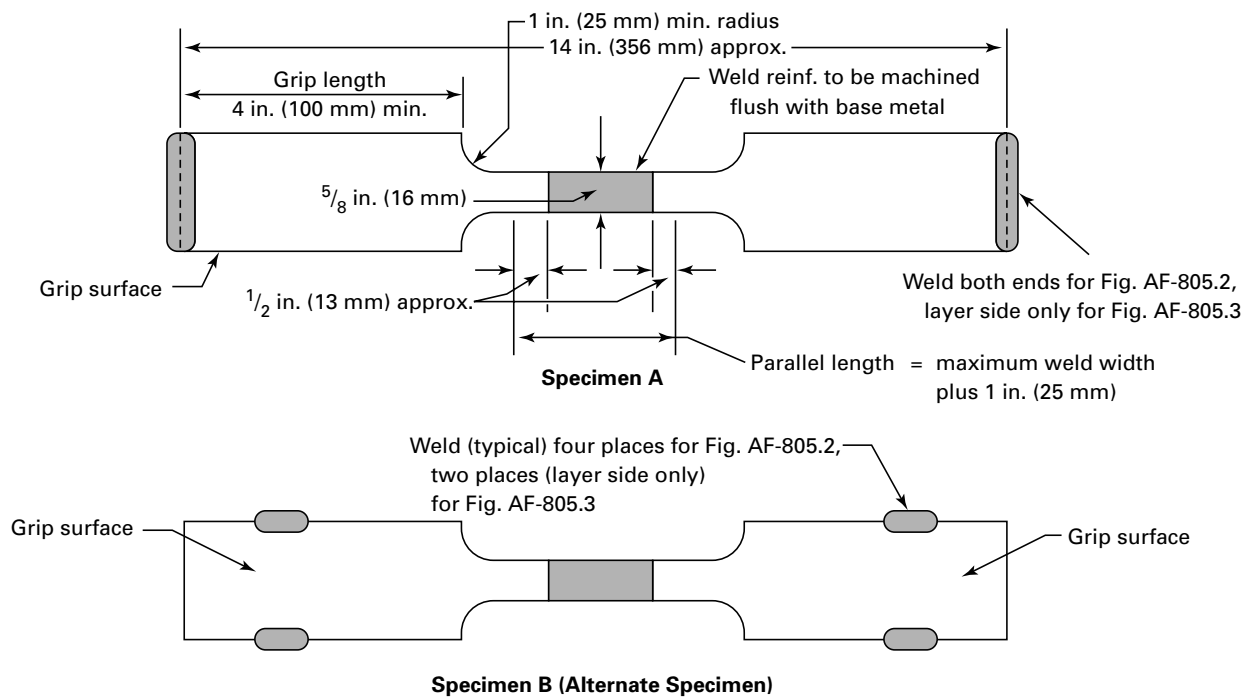 1 in. (25 mm) min. radius
14 in. (356 mm) approx.
Grip length
4 in. (100 mm) min.
Weld reinf. to be machined
flush with base metal
5/8 in. (16 mm)
Grip surface
1/2 in. (13 mm) approx.
Weld both ends for Fig. AF-805.2,
layer side only for Fig. AF-805.3
Parallel length = maximum weld width
plus 1 in. (25 mm)
Specimen A
Weld (typical) four places for Fig. AF-805.2,
two places (layer side only)
for Fig. AF-805.3
Grip surface
Grip surface
Specimen B (Alternate Specimen)